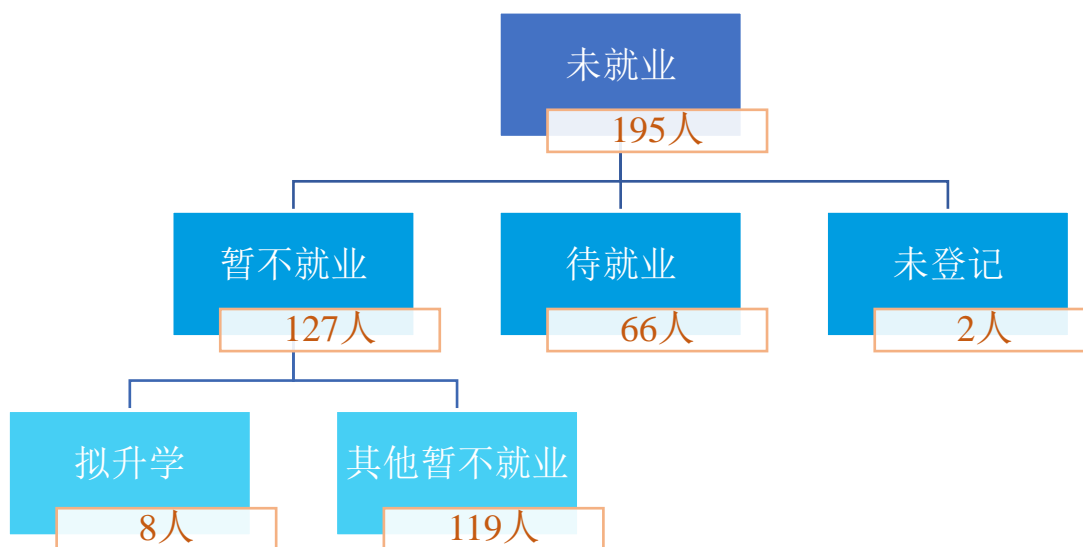 未就业
195人
暂不就业
127人
待就业
66人
未登记
2人
拟升学
8人
其他暂不就业
119人